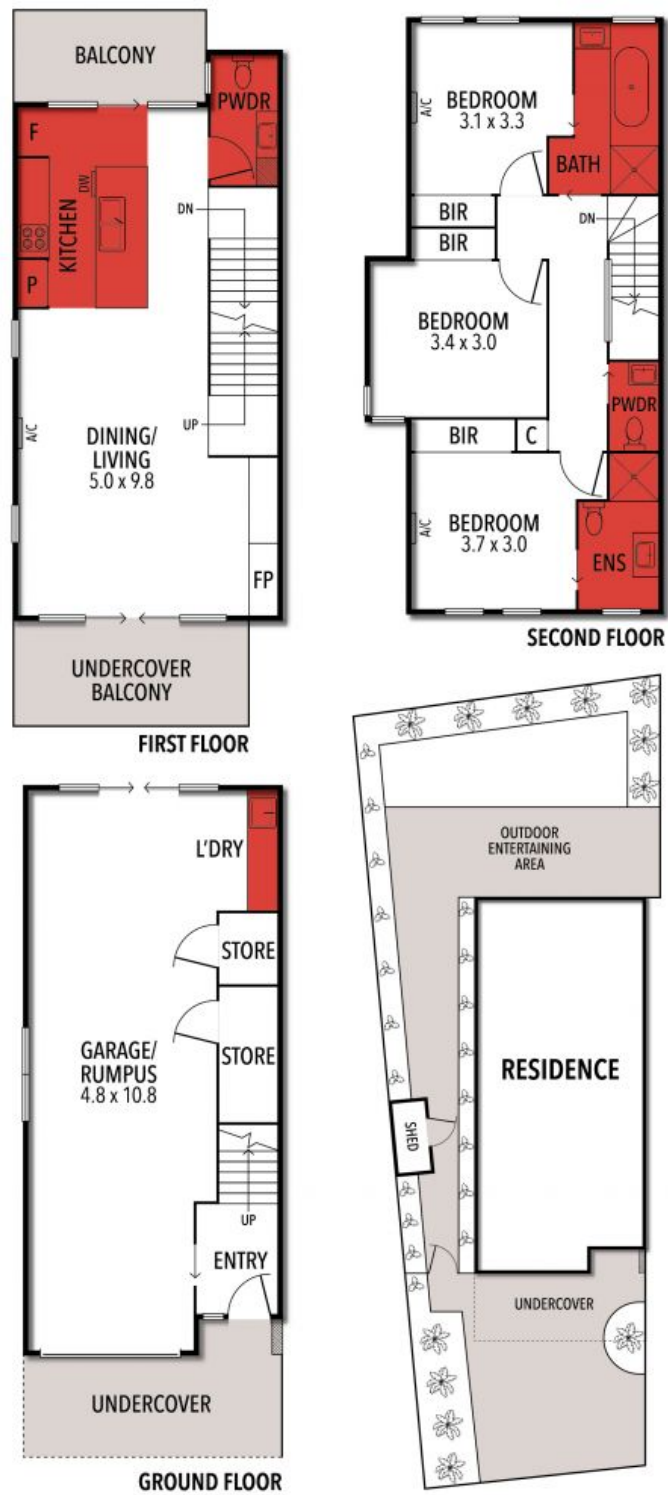 BALCONY
PWDR
F
KITCHEN
DW
P
DN
UP
A/C
DINING/
LIVING
5.0 x 9.8
FP
UNDERCOVER
BALCONY
FIRST FLOOR
BEDROOM
3.1 x 3.3
A/C
BATH
BIR
BIR
DN
BEDROOM
3.4 x 3.0
PWDR
BIR
C
BEDROOM
3.7 x 3.0
A/C
ENS
SECOND FLOOR
L'DRY
STORE
STORE
GARAGE/
RUMPUS
4.8 x 10.8
UP
ENTRY
UNDERCOVER
GROUND FLOOR
OUTDOOR
ENTERTAINING
AREA
RESIDENCE
SHED
UNDERCOVER